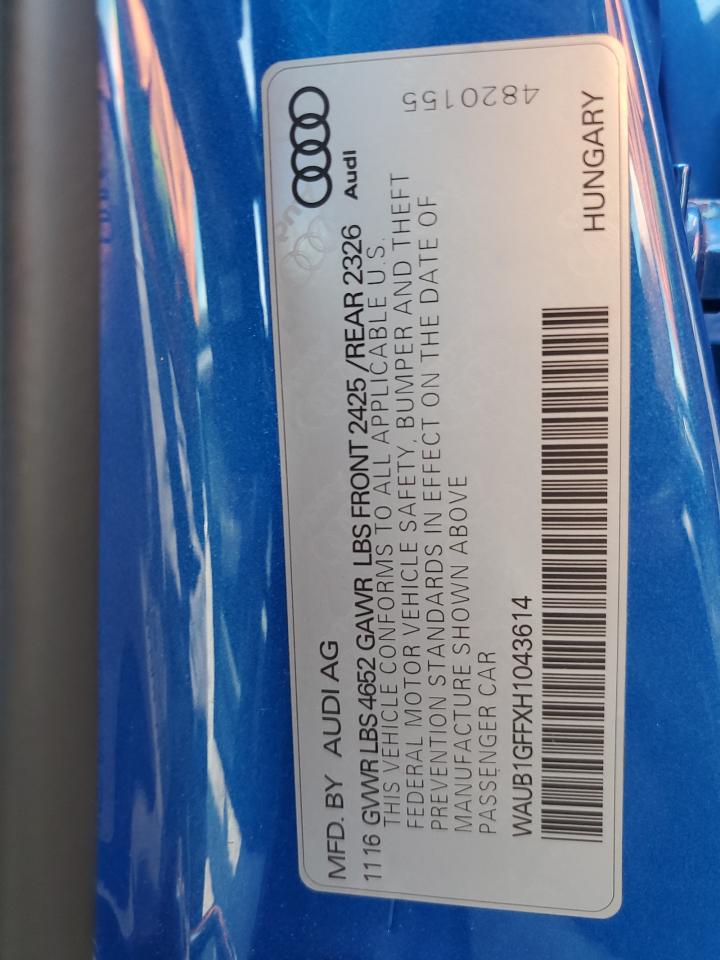 MFD. BY AUDI AG
Audi
1116 GVWR LBS 4652 GAWR LBS FRONT 2425 /REAR 2326
THIS VEHICLE CONFORMS TO ALL APPLICABLE U.S.
FEDERAL MOTOR VEHICLE SAFETY, BUMPER AND THEFT
PREVENTION STANDARDS IN EFFECT ON THE DATE OF
MANUFACTURE SHOWN ABOVE
PASSENGER CAR
WAUB1GFFXH1043614
4820155
HUNGARY